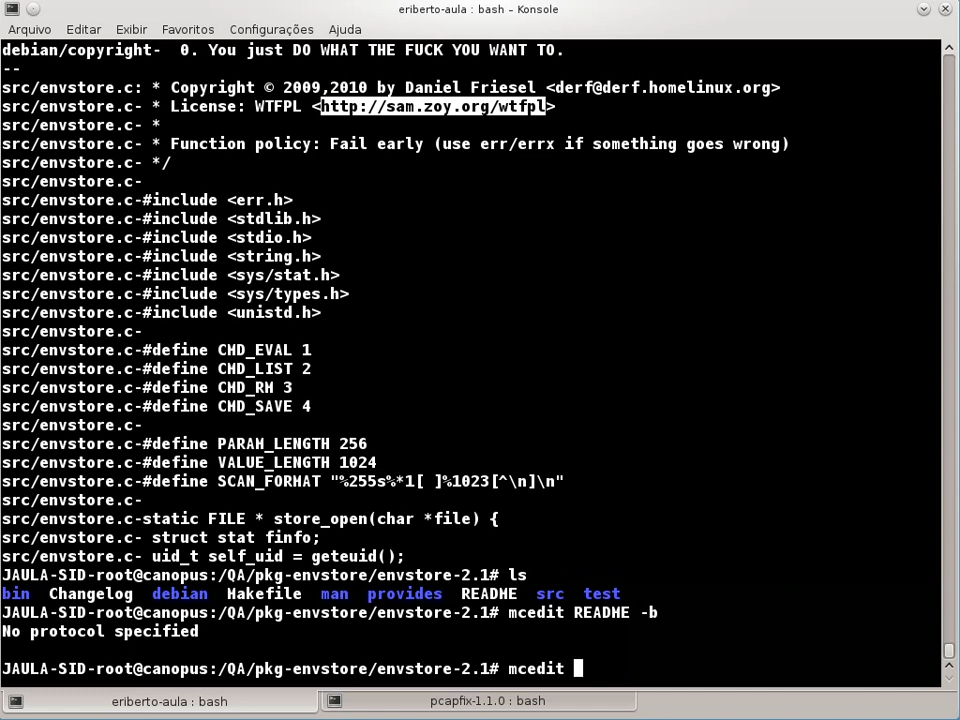 eriberto-aula : bash – Konsole
Arquivo Editar Exibir Favoritos Configurações Ajuda
debian/copyright-  0. You just DO WHAT THE FUCK YOU WANT TO.
--
src/envstore.c: * Copyright © 2009,2010 by Daniel Friesel <derf@derf.homelinux.org>
src/envstore.c- * License: WTFPL <http://sam.zoy.org/wtfpl>
src/envstore.c- *
src/envstore.c- * Function policy: Fail early (use err/errx if something goes wrong)
src/envstore.c- */
src/envstore.c-
src/envstore.c-#include <err.h>
src/envstore.c-#include <stdlib.h>
src/envstore.c-#include <stdio.h>
src/envstore.c-#include <string.h>
src/envstore.c-#include <sys/stat.h>
src/envstore.c-#include <sys/types.h>
src/envstore.c-#include <unistd.h>
src/envstore.c-
src/envstore.c-#define CMD_EVAL 1
src/envstore.c-#define CMD_LIST 2
src/envstore.c-#define CMD_RM 3
src/envstore.c-#define CMD_SAVE 4
src/envstore.c-
src/envstore.c-#define PARAM_LENGTH 256
src/envstore.c-#define VALUE_LENGTH 1024
src/envstore.c-#define SCAN_FORMAT "%255s%*1[ ]%1023[^\n]\n"
src/envstore.c-
src/envstore.c-static FILE * store_open(char *file) {
src/envstore.c- struct stat finfo;
src/envstore.c- uid_t self_uid = geteuid();
JAULA-SID-root@canopus:/QA/pkg-envstore/envstore-2.1# ls
bin  Changelog  debian  Makefile  man  provides  README  src  test
JAULA-SID-root@canopus:/QA/pkg-envstore/envstore-2.1# mcedit README -b
No protocol specified
JAULA-SID-root@canopus:/QA/pkg-envstore/envstore-2.1# mcedit
eriberto-aula : bash
pcapfix-1.1.0 : bash